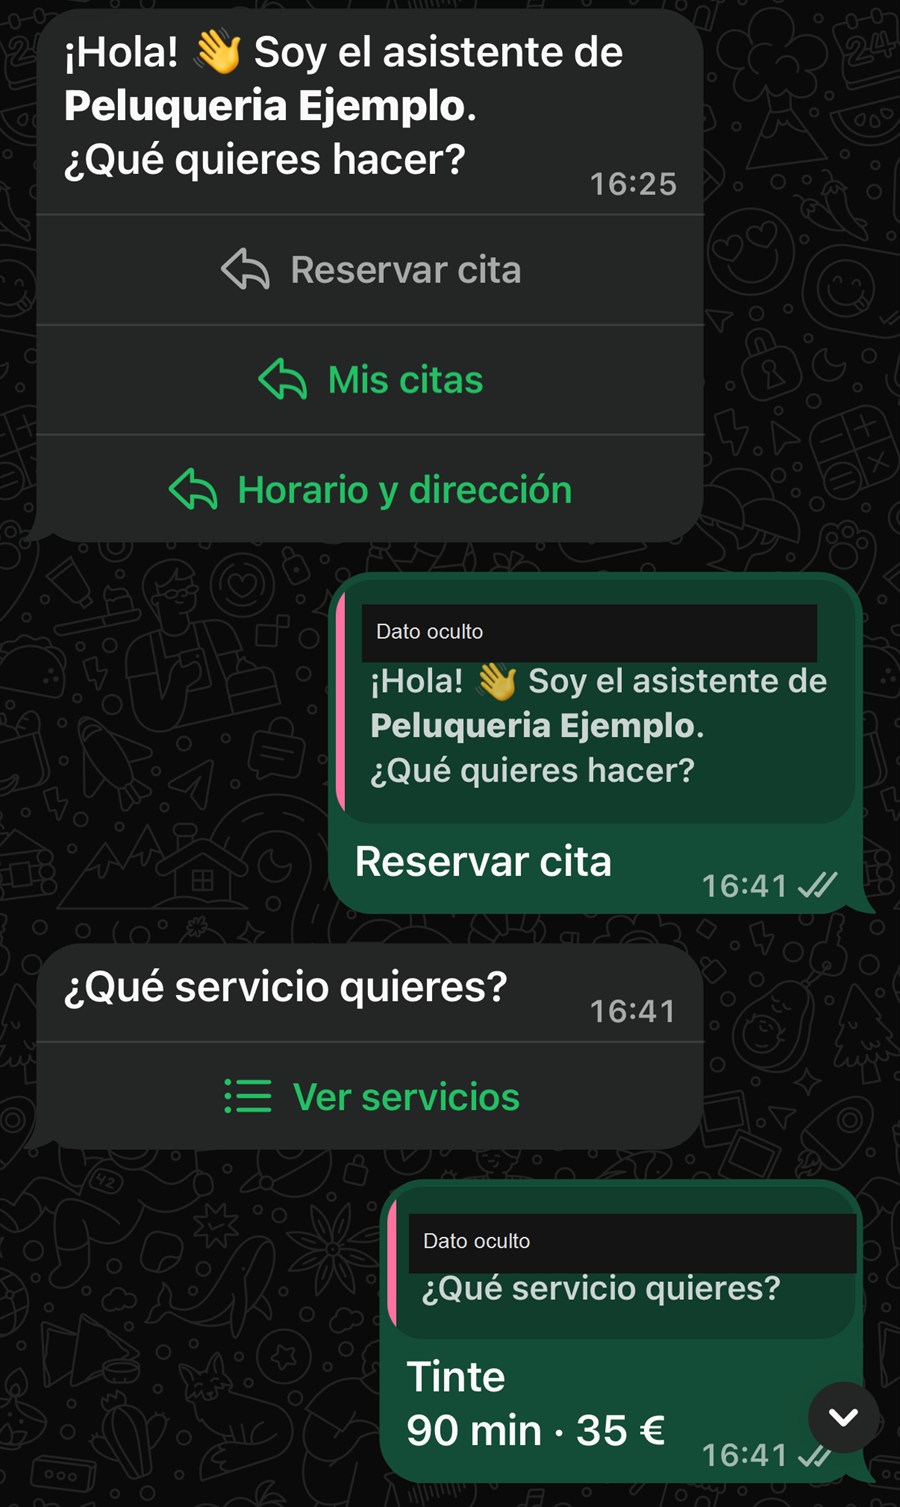 ¡Hola! 👋 Soy el asistente de
Peluqueria Ejemplo.
¿Qué quieres hacer?
16:25
Reservar cita
Mis citas
Horario y dirección
Dato oculto
¡Hola! 👋 Soy el asistente de
Peluqueria Ejemplo.
¿Qué quieres hacer?
Reservar cita
16:41
¿Qué servicio quieres?
16:41
Ver servicios
Dato oculto
¿Qué servicio quieres?
Tinte
90 min · 35 €
16:41